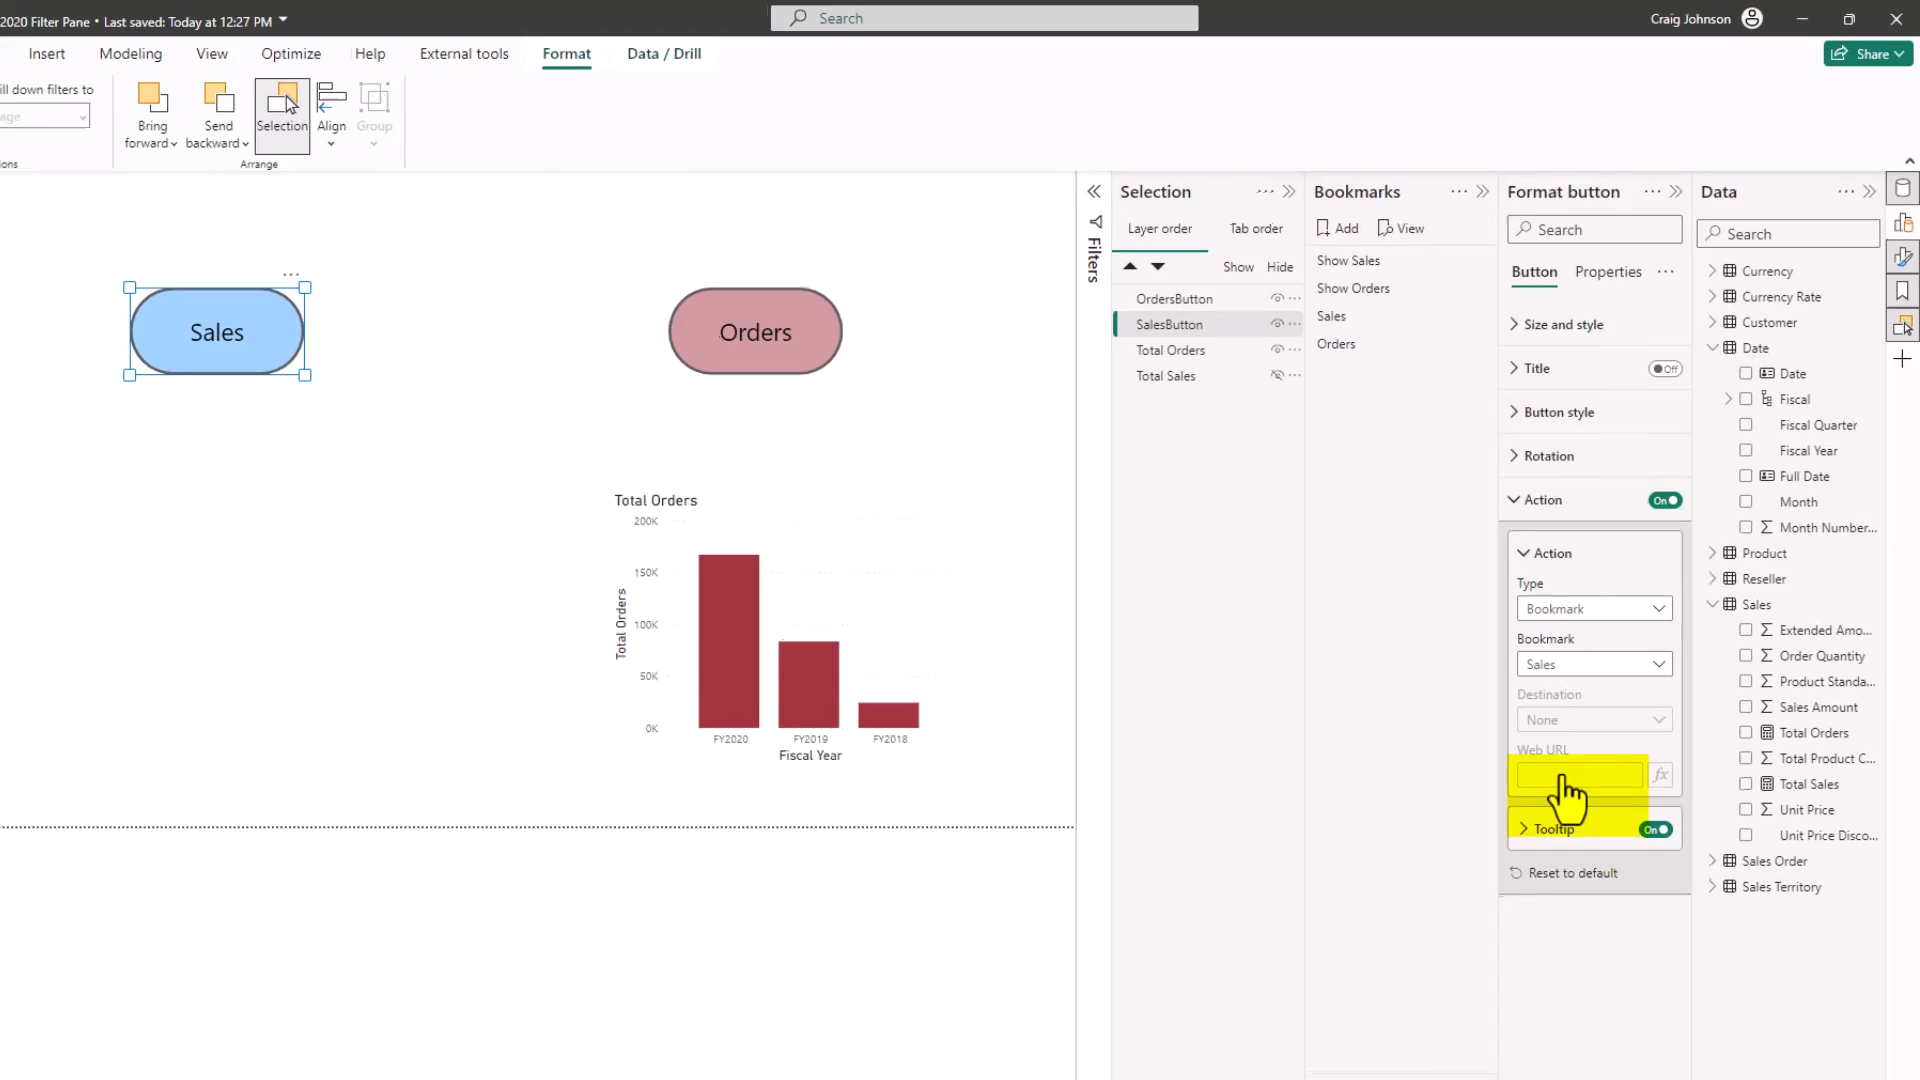 2020 Filter Pane • Last saved: Today at 12:27 PM
Search
Craig Johnson
Insert
Modeling
View
Optimize
Help
External tools
Format
Data / Drill
Share
ill down filters to
age
ions
Bring forward
Send backward
Selection
Align
Group
Arrange
Sales
Orders
Total Orders
200K
150K
100K
50K
0K
Total Orders
FY2020
FY2019
FY2018
Fiscal Year
Filters
Selection
Layer order
Tab order
Show
Hide
OrdersButton
SalesButton
Total Orders
Total Sales
Bookmarks
Add
View
Show Sales
Show Orders
Sales
Orders
Format button
Search
Button
Properties
Size and style
Title
Off
Button style
Rotation
Action
On
Action
Type
Bookmark
Bookmark
Sales
Destination
None
Web URL
fx
Tooltip
On
Reset to default
Data
Search
Currency
Currency Rate
Customer
Date
Date
Fiscal
Fiscal Quarter
Fiscal Year
Full Date
Month
Month Number...
Product
Reseller
Sales
Extended Amo...
Order Quantity
Product Standa...
Sales Amount
Total Orders
Total Product C...
Total Sales
Unit Price
Unit Price Disco...
Sales Order
Sales Territory